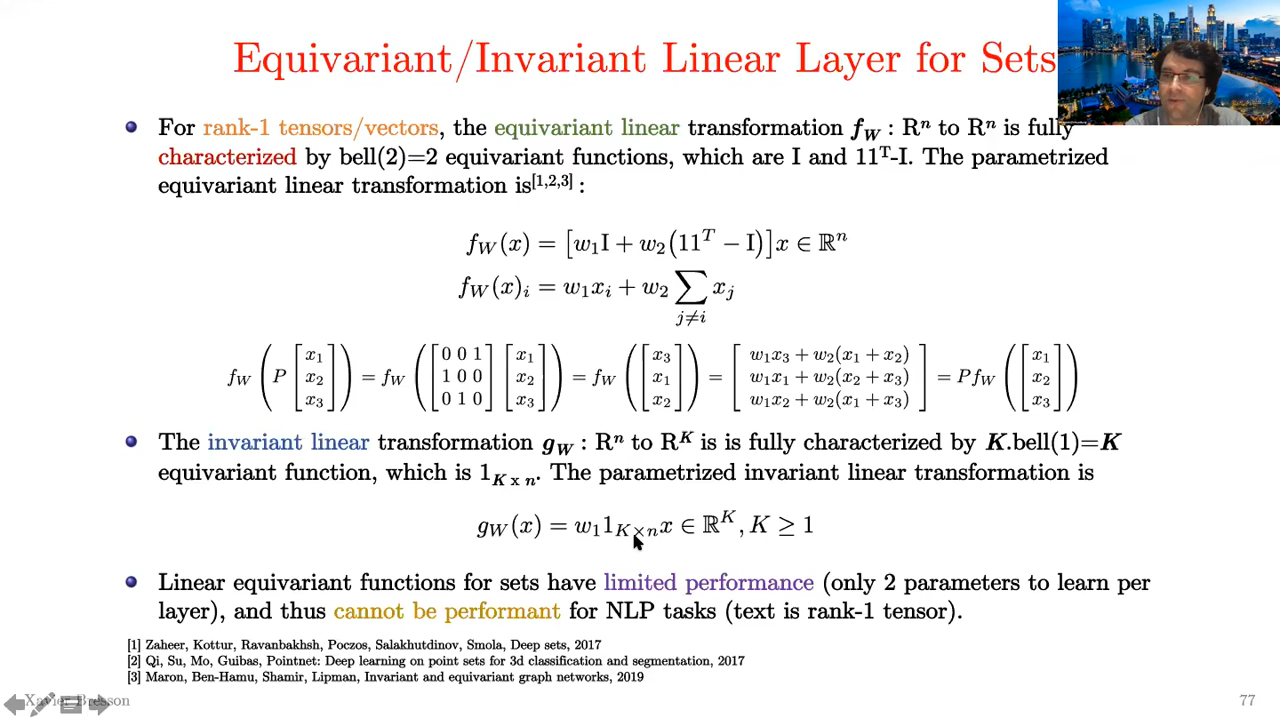 Equivariant/Invariant Linear Layer for Sets
For rank-1 tensors/vectors, the equivariant linear transformation f_W : Rⁿ to Rⁿ is fully
characterized by bell(2)=2 equivariant functions, which are I and 11ᵀ-I. The parametrized
equivariant linear transformation is[1,2,3] :
f_W(x) = [w₁I + w₂(11ᵀ − I)]x ∈ ℝⁿ
f_W(x)ᵢ = w₁xᵢ + w₂ ∑_{j≠i} xⱼ
f_W(P[x₁ x₂ x₃]) = f_W([0 0 1; 1 0 0; 0 1 0][x₁ x₂ x₃]) = f_W([x₃ x₁ x₂]) = [w₁x₃ + w₂(x₁ + x₂); w₁x₁ + w₂(x₂ + x₃); w₁x₂ + w₂(x₁ + x₃)] = Pf_W([x₁ x₂ x₃])
The invariant linear transformation g_W : Rⁿ to R^K is is fully characterized by K.bell(1)=K
equivariant function, which is 1_{K x n}. The parametrized invariant linear transformation is
g_W(x) = w₁1_{K×n}x ∈ ℝ^K, K ≥ 1
Linear equivariant functions for sets have limited performance (only 2 parameters to learn per
layer), and thus cannot be performant for NLP tasks (text is rank-1 tensor).
[1] Zaheer, Kottur, Ravanbakhsh, Poczos, Salakhutdinov, Smola, Deep sets, 2017
[2] Qi, Su, Mo, Guibas, Pointnet: Deep learning on point sets for 3d classification and segmentation, 2017
[3] Maron, Ben-Hamu, Shamir, Lipman, Invariant and equivariant graph networks, 2019
Xavier Bresson
77